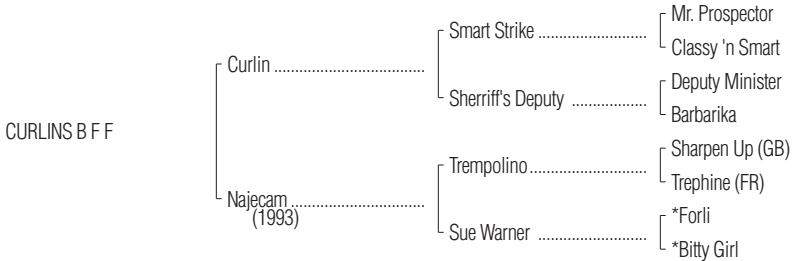 Mr. Prospector
Smart Strike ........................
Classy 'n Smart
Curlin .................................
Deputy Minister
Sherriff's Deputy .................
Barbarika
CURLINS B F F
Sharpen Up (GB)
Trempolino..........................
Trephine (FR)
Najecam .............................
(1993)
*Forli
Sue Warner ........................
*Bitty Girl